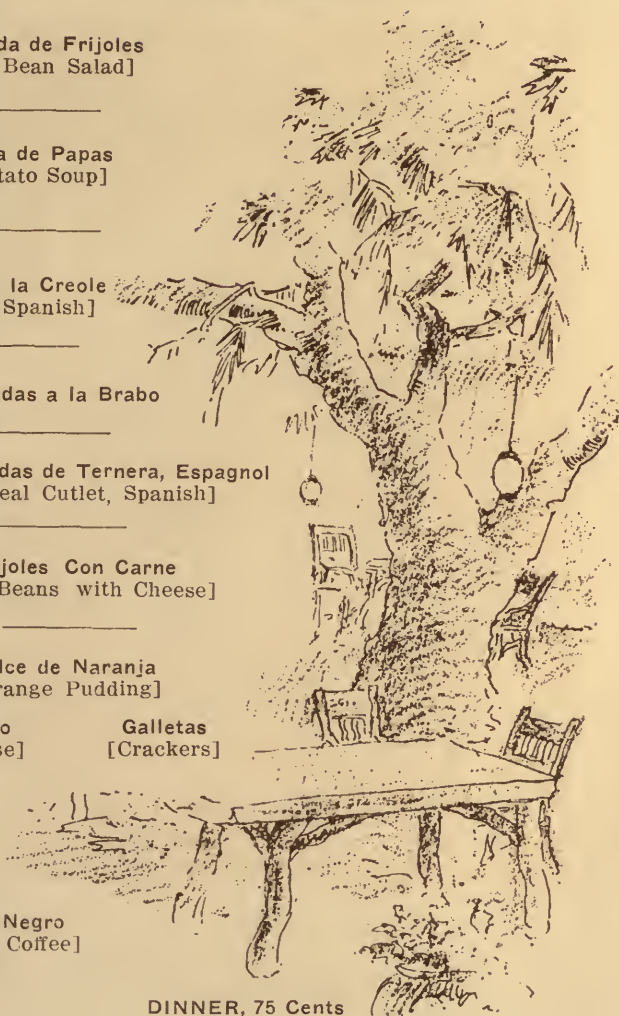 da de Frijoles
Bean Salad]
a de Papas
tato Soup]
la Creole
Spanish]
das a la Brabo
das de Ternera, Espagnol
eal Cutlet, Spanish]
joles Con Carne
Beans with Cheese]
lce de Naranja
range Pudding]
o Galletas
se] [Crackers]
Negro
Coffee]
DINNER, 75 Cents